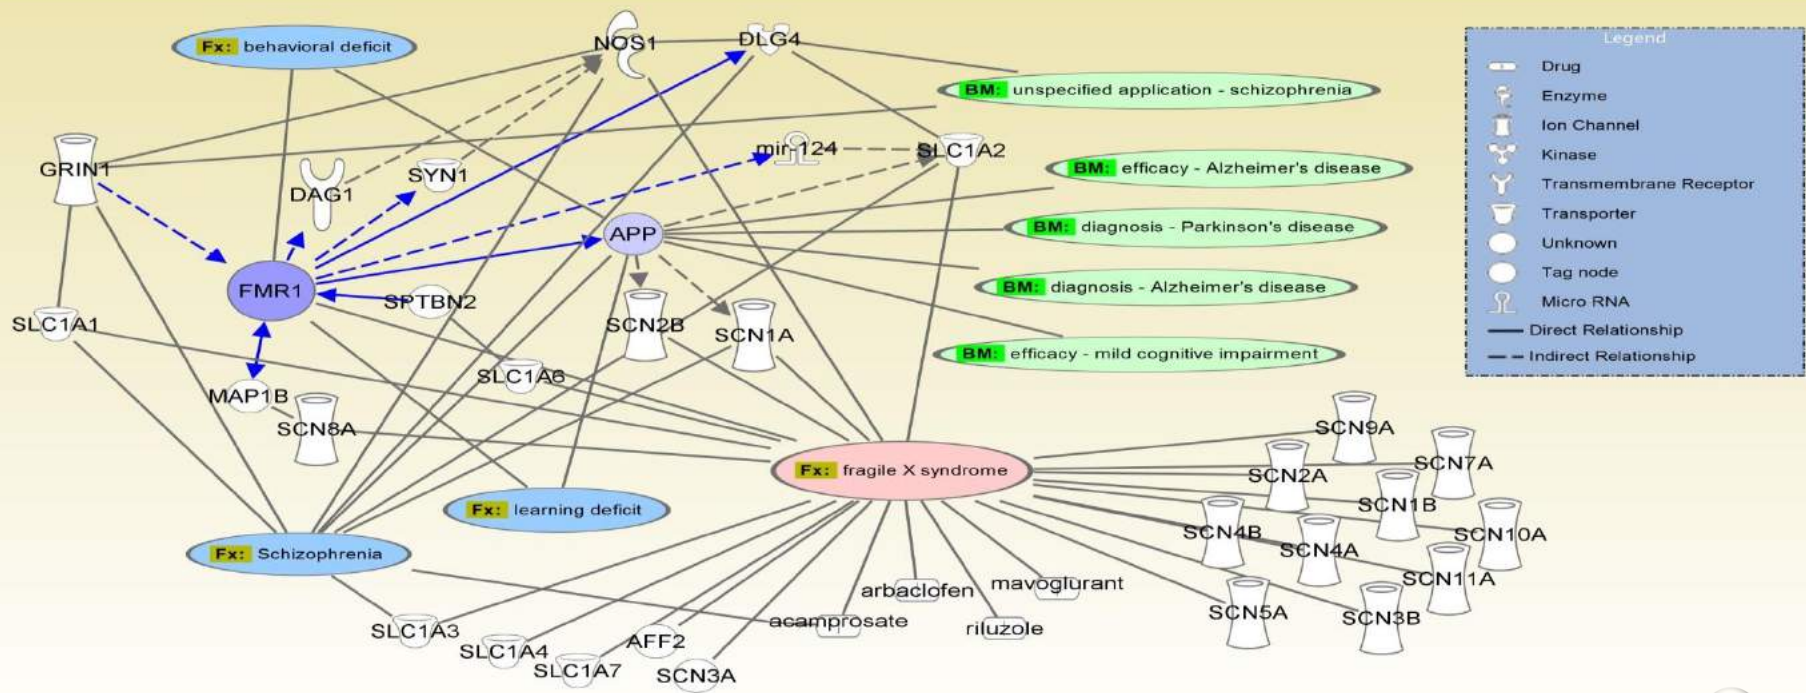 Fx: behavioral deficit
NOS1
DLG4
BM: unspecified application - schizophrenia
GRIN1
DAG1
SYN1
mir-124
SLC1A2
BM: efficacy - Alzheimer's disease
APP
BM: diagnosis - Parkinson's disease
FMR1
SPTBN2
BM: diagnosis - Alzheimer's disease
SLC1A1
SCN2B
SCN1A
BM: efficacy - mild cognitive impairment
SLC1A6
MAP1B
SCN8A
Fx: fragile X syndrome
Fx: learning deficit
Fx: Schizophrenia
SCN9A
SCN7A
SCN2A
SCN1B
SCN10A
SCN4B
SCN4A
SCN11A
SCN5A
SCN3B
arbaclofen
mavoglurant
acamprosate
riluzole
SLC1A3
SLC1A4
SLC1A7
AFF2
SCN3A
Legend
Drug
Enzyme
Ion Channel
Kinase
Transmembrane Receptor
Transporter
Unknown
Tag node
Micro RNA
Direct Relationship
Indirect Relationship